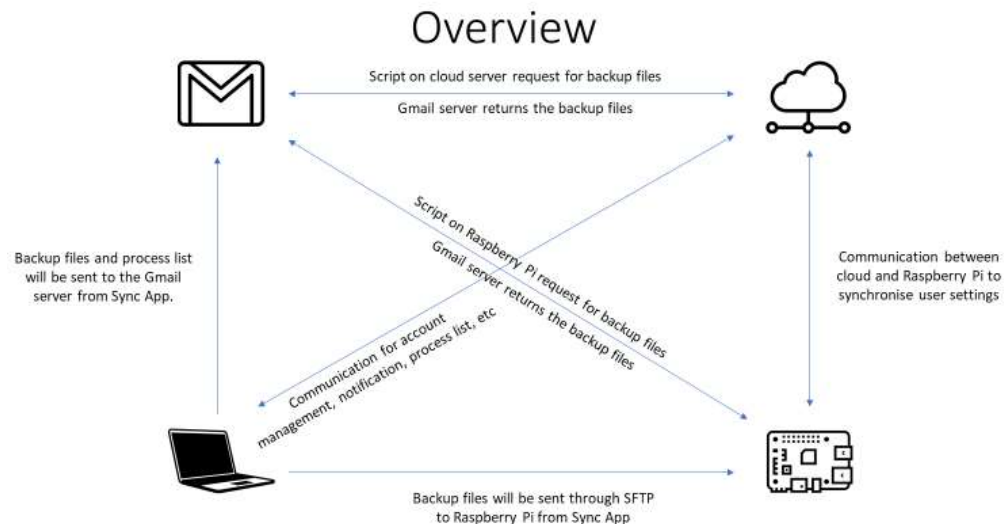 Overview
Script on cloud server request for backup files
Gmail server returns the backup files
Script on Raspberry Pi request for backup files
Gmail server returns the backup files
Backup files and process list
will be sent to the Gmail
server from Sync App.
Communication between
cloud and Raspberry Pi to
synchronise user settings
Communication for account
management, notification, process list, etc
Backup files will be sent through SFTP
to Raspberry Pi from Sync App